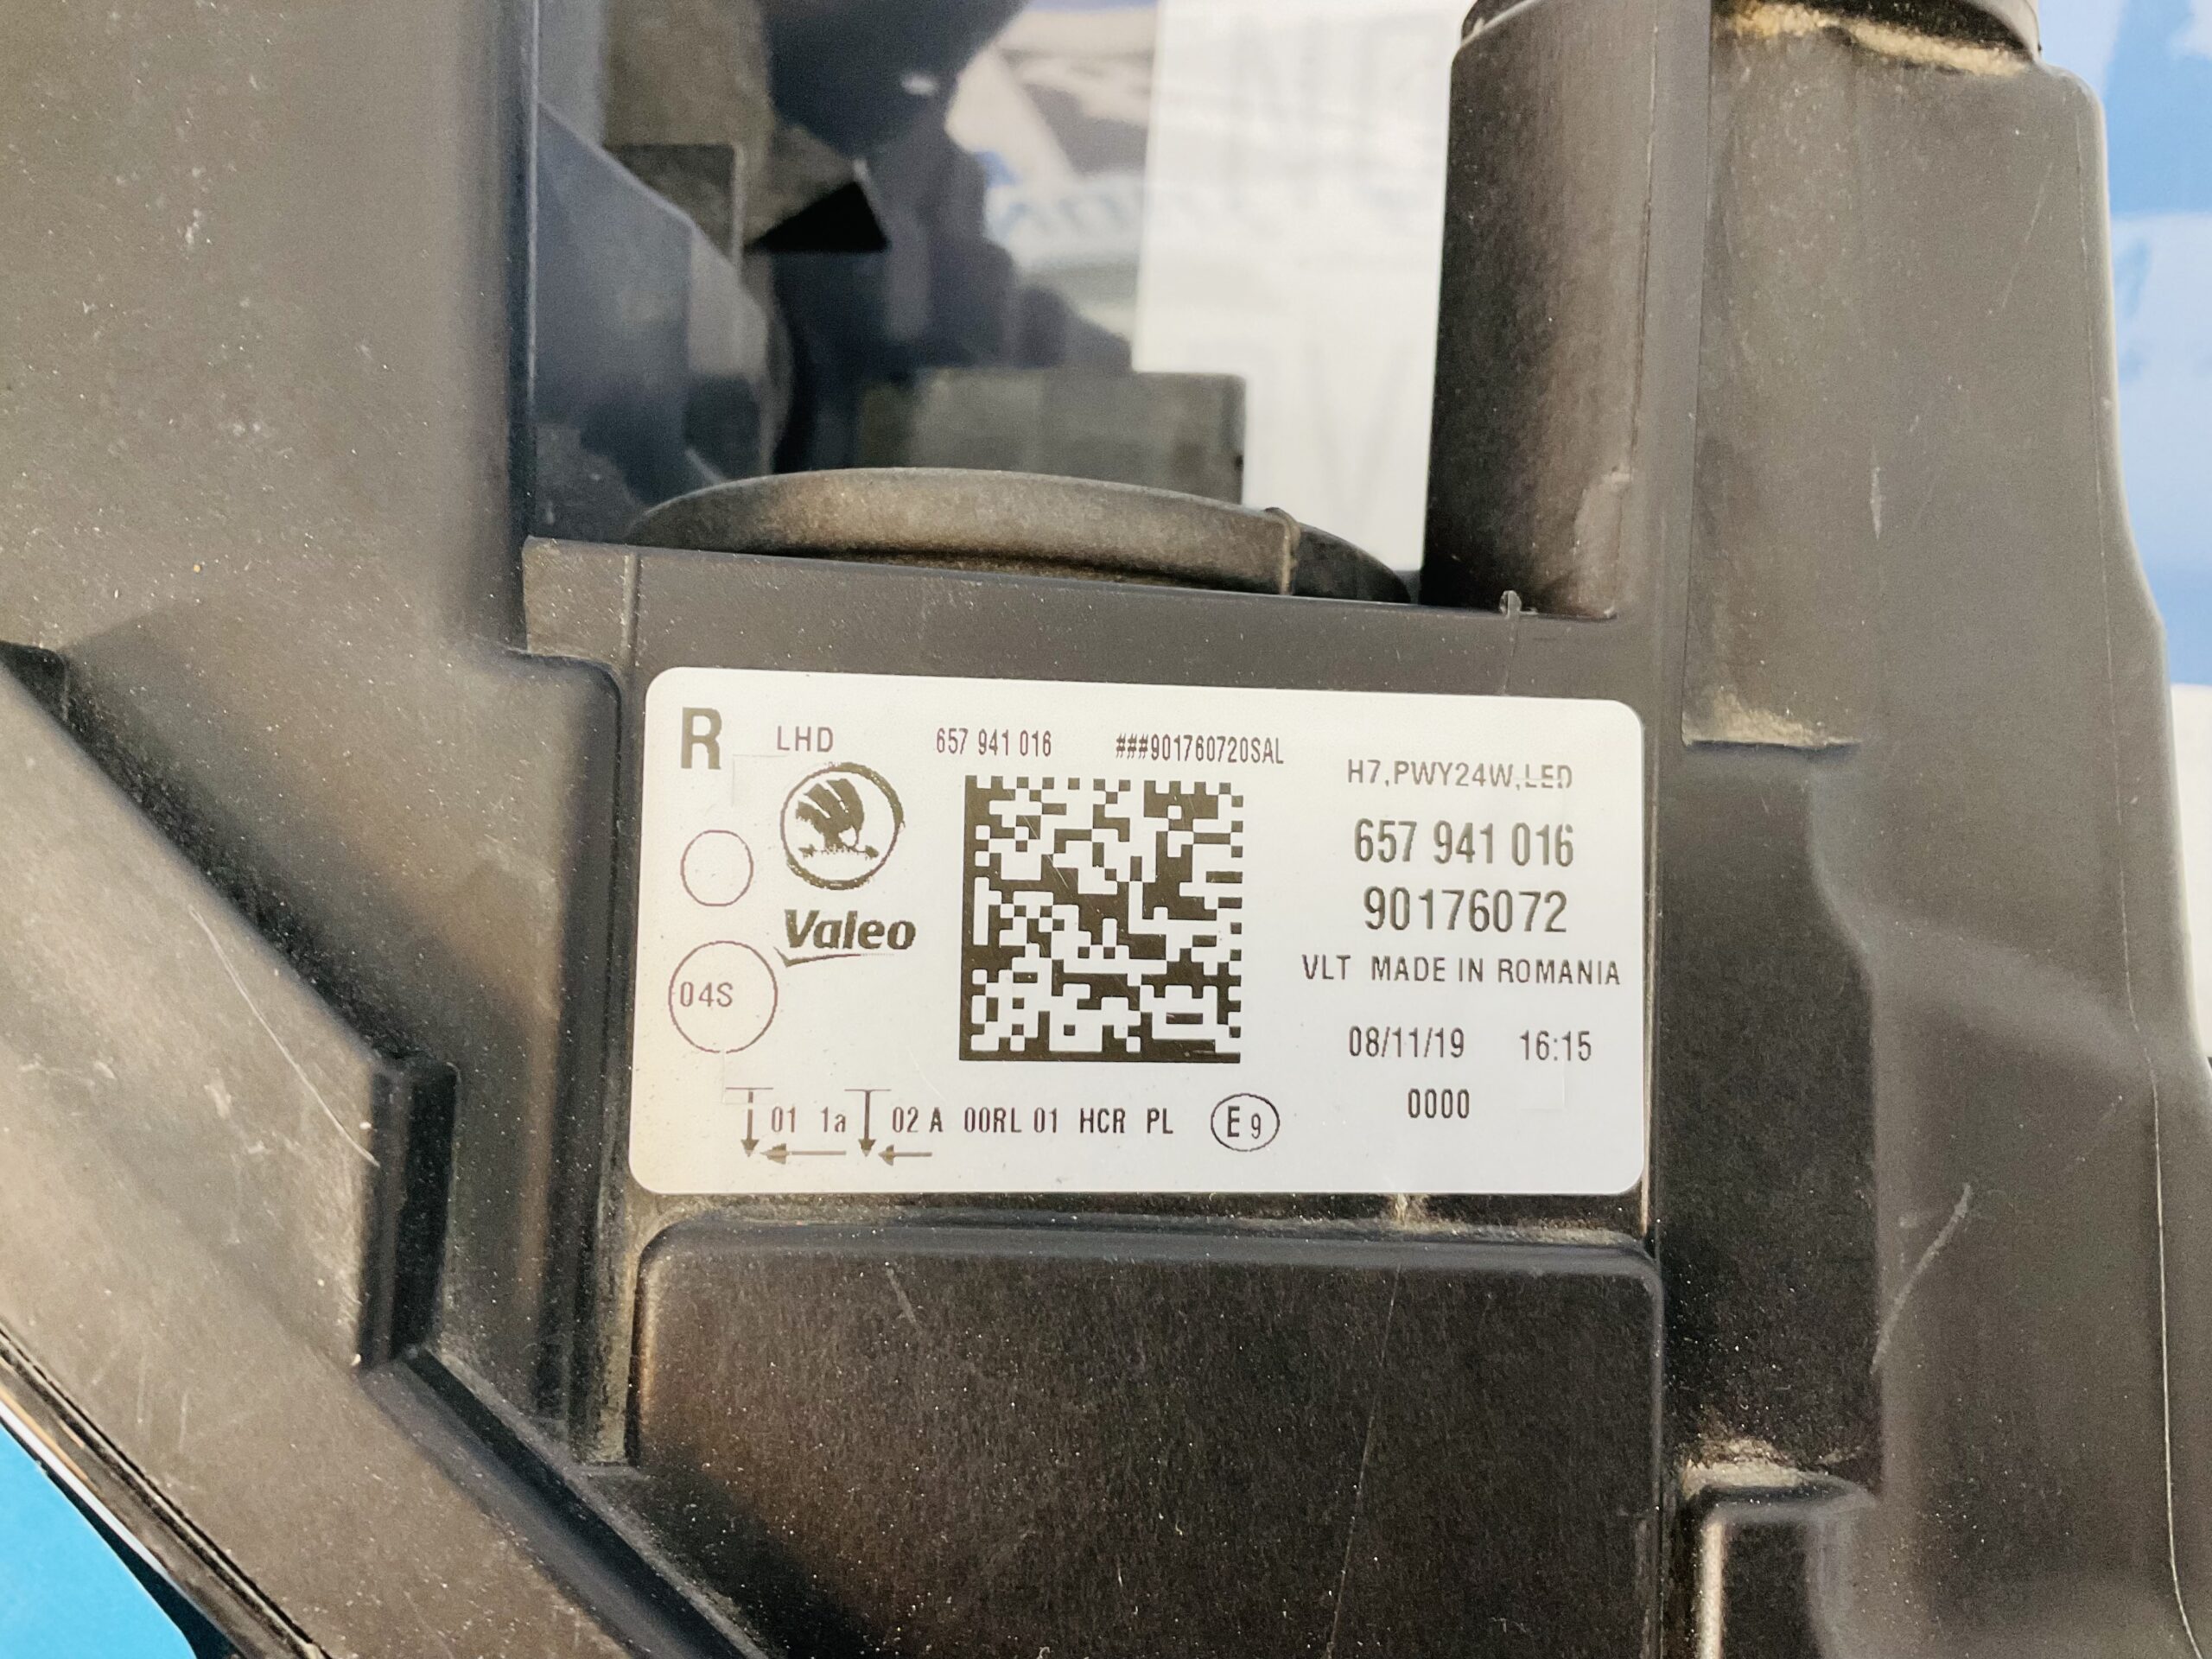 R LHD 657 941 016 ###901760720SAL
H7,PWY24W,LED
657 941 016
90176072
Valeo
VLT MADE IN ROMANIA
04S
08/11/19 16:15
0000
01 1a 02 A 00RL 01 HCR PL E9